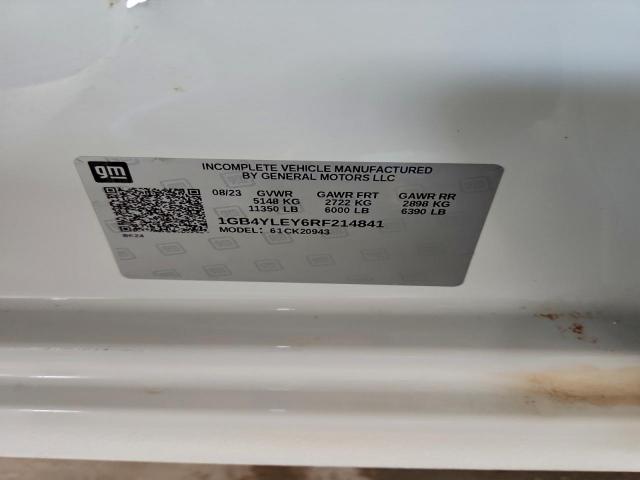 gm
INCOMPLETE VEHICLE MANUFACTURED
BY GENERAL MOTORS LLC
08/23 GVWR GAWR FRT GAWR RR
5148 KG 2722 KG 2898 KG
11350 LB 6000 LB 6390 LB
1GB4YLEY6RF214841
MODEL: 61CK20943